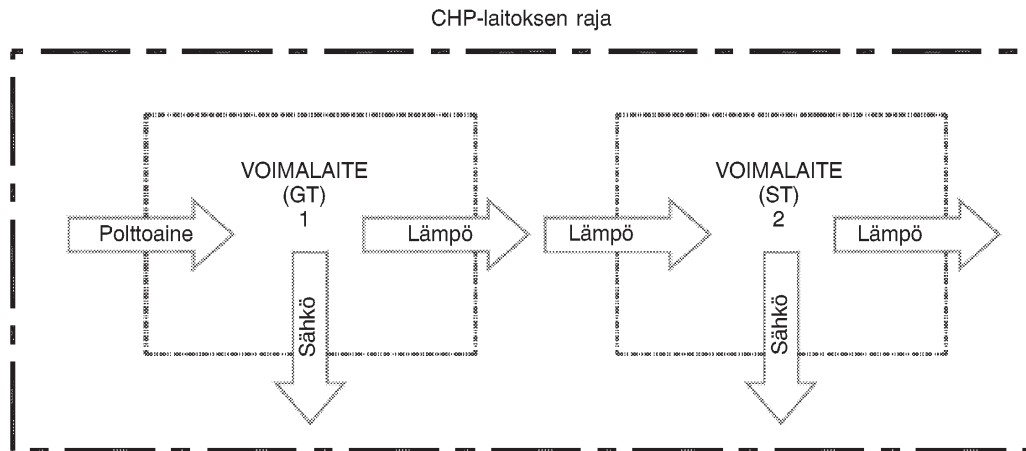 CHP-laitoksen raja
VOIMALAITE
(GT)
1
Polttoaine
Lämpö
Sähkö
VOIMALAITE
(ST)
2
Lämpö
Lämpö
Sähkö